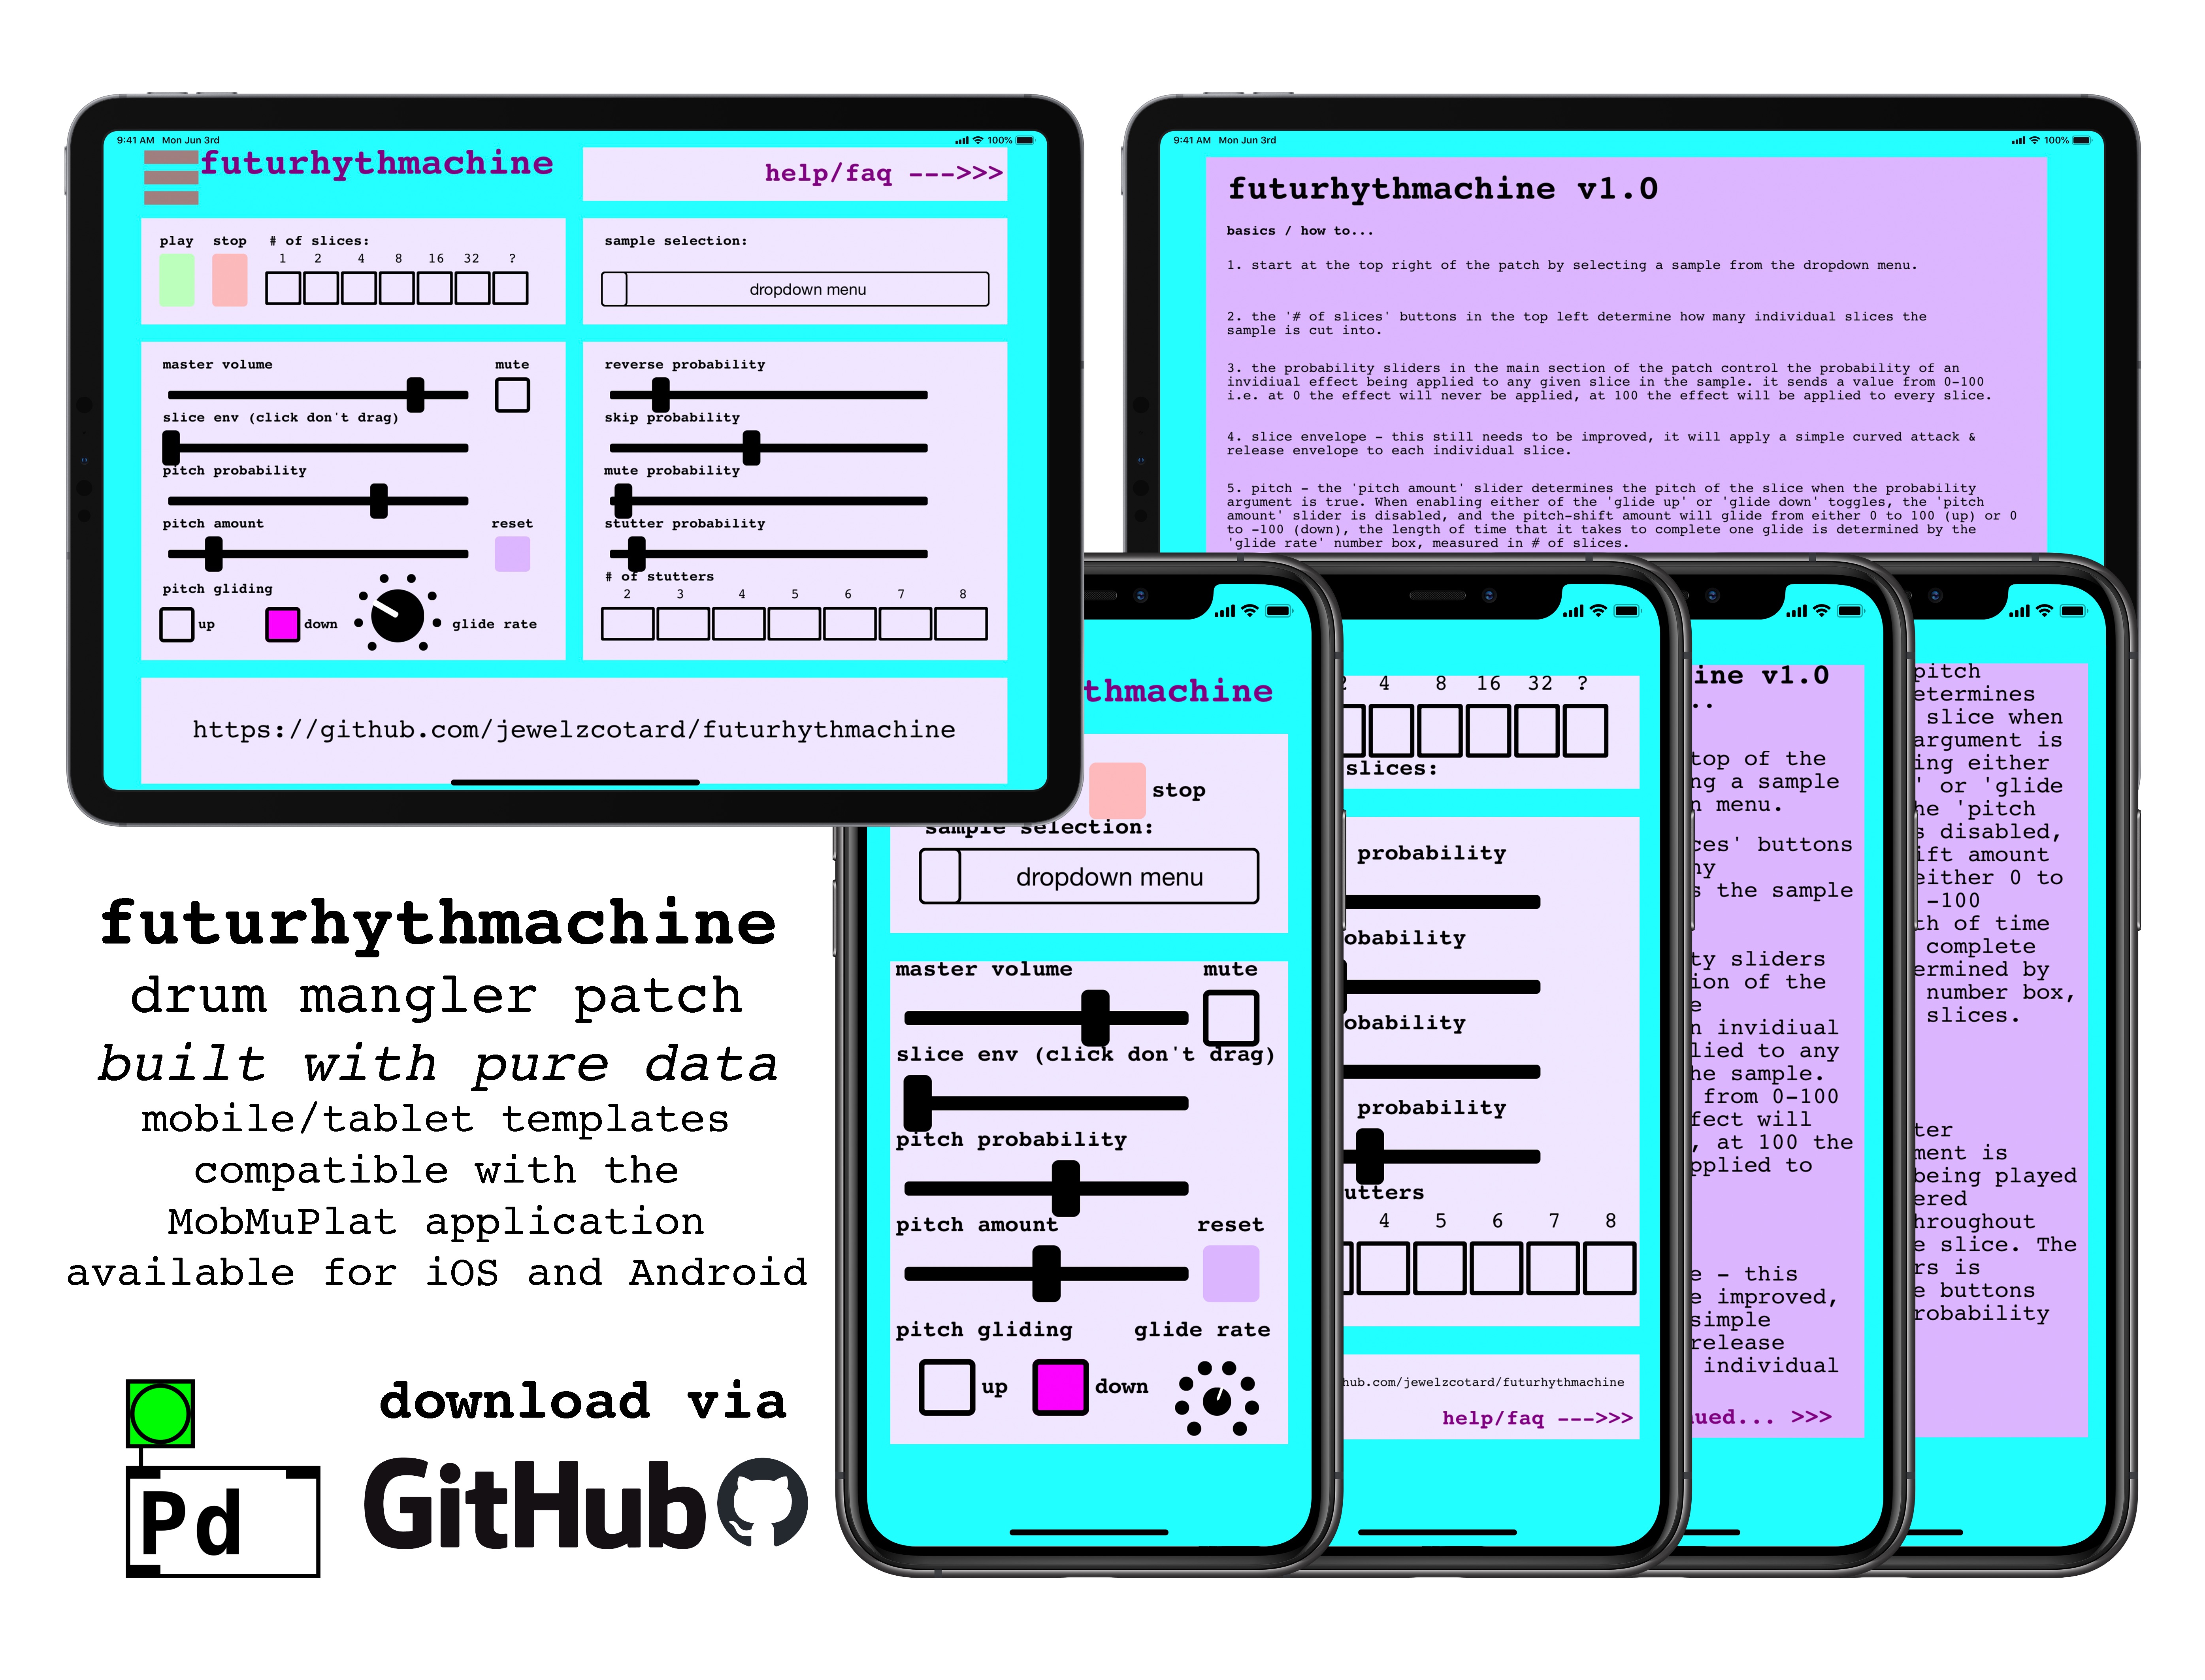 9:41 AM Mon Jun 3rd
100%
futurhythmachine
help/faq --->>>
play stop # of slices:
1 2 4 8 16 32 ?
sample selection:
dropdown menu
master volume
mute
slice env (click don't drag)
pitch probability
pitch amount
reset
pitch gliding
up
down
glide rate
reverse probability
skip probability
mute probability
stutter probability
# of stutters
2 3 4 5 6 7 8
https://github.com/jewelzcotard/futurhythmachine
9:41 AM Mon Jun 3rd
100%
futurhythmachine v1.0
basics / how to...
1. start at the top right of the patch by selecting a sample from the dropdown menu.
2. the '# of slices' buttons in the top left determine how many individual slices the
sample is cut into.
3. the probability sliders in the main section of the patch control the probability of an
invidiual effect being applied to any given slice in the sample. it sends a value from 0-100
i.e. at 0 the effect will never be applied, at 100 the effect will be applied to every slice.
4. slice envelope - this still needs to be improved, it will apply a simple curved attack &
release envelope to each individual slice.
5. pitch - the 'pitch amount' slider determines the pitch of the slice when the probability
argument is true. When enabling either of the 'glide up' or 'glide down' toggles, the 'pitch
amount' slider is disabled, and the pitch-shift amount will glide from either 0 to 100 (up) or 0
to -100 (down), the length of time that it takes to complete one glide is determined by the
'glide rate' number box, measured in # of slices.
thmachine
stop
sample selection:
dropdown menu
master volume
mute
slice env (click don't drag)
pitch probability
pitch amount
reset
pitch gliding
glide rate
up
down
4 8 16 32 ?
slices:
probability
obability
obability
probability
utters
4 5 6 7 8
hub.com/jewelzcotard/futurhythmachine
help/faq --->>>
ine v1.0
..
top of the
ng a sample
n menu.
ces' buttons
ny
s the sample
ty sliders
ion of the
e
n invidiual
lied to any
he sample.
from 0-100
fect will
, at 100 the
pplied to
e - this
e improved,
simple
release
individual
ued... >>>
pitch
etermines
slice when
argument is
ing either
' or 'glide
he 'pitch
s disabled,
ift amount
either 0 to
-100
th of time
complete
ermined by
number box,
slices.
ter
ment is
being played
ered
hroughout
e slice. The
rs is
e buttons
robability
futurhythmachine
drum mangler patch
built with pure data
mobile/tablet templates
compatible with the
MobMuPlat application
available for iOS and Android
download via
GitHub
Pd